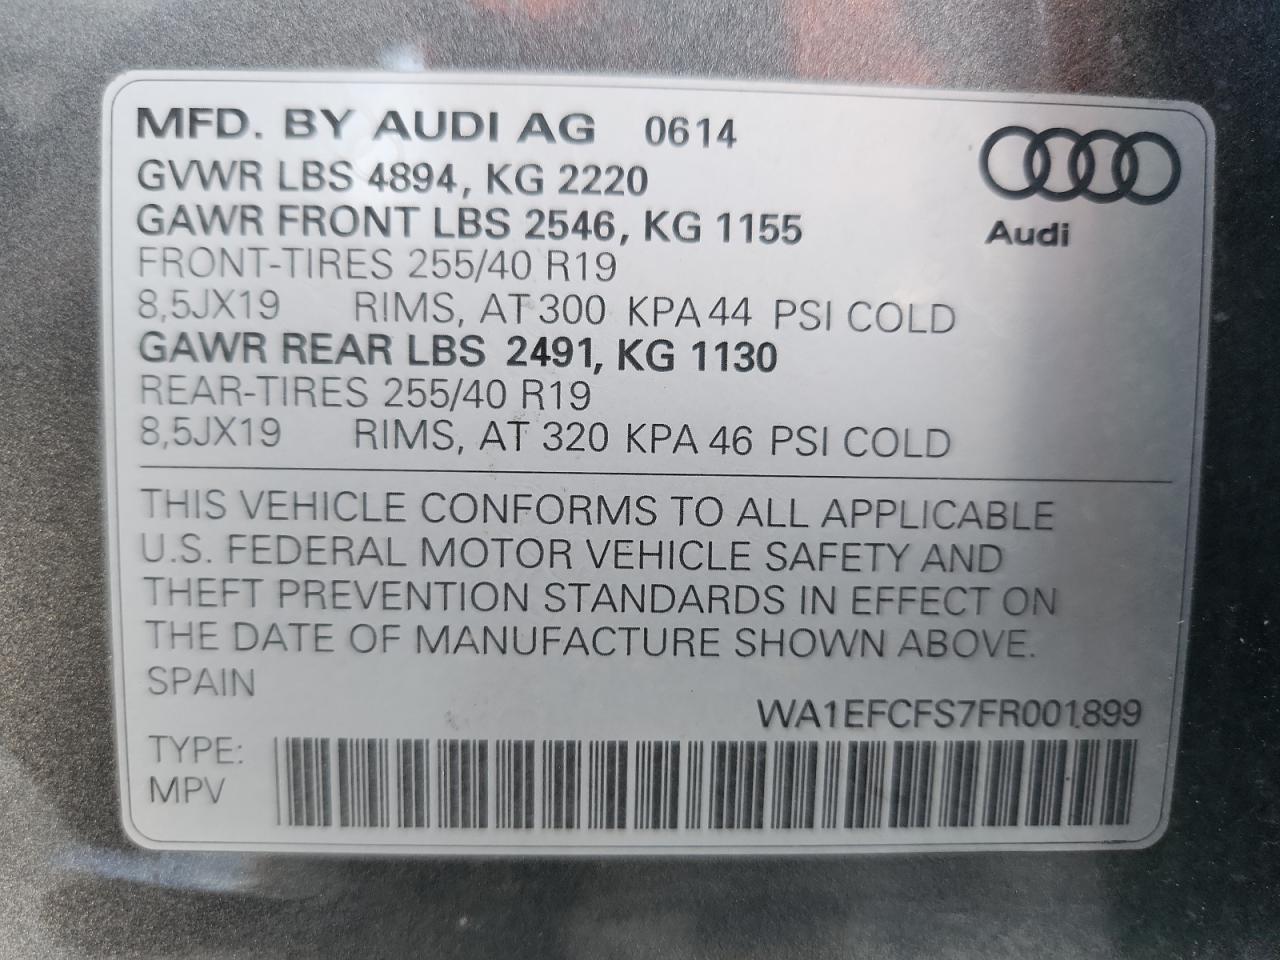 MFD. BY AUDI AG 0614
GVWR LBS 4894, KG 2220
GAWR FRONT LBS 2546, KG 1155
Audi
FRONT-TIRES 255/40 R19
8,5JX19 RIMS, AT 300 KPA 44 PSI COLD
GAWR REAR LBS 2491, KG 1130
REAR-TIRES 255/40 R19
8,5JX19 RIMS, AT 320 KPA 46 PSI COLD
THIS VEHICLE CONFORMS TO ALL APPLICABLE
U.S. FEDERAL MOTOR VEHICLE SAFETY AND
THEFT PREVENTION STANDARDS IN EFFECT ON
THE DATE OF MANUFACTURE SHOWN ABOVE.
SPAIN
WA1EFCFS7FR001899
TYPE:
MPV